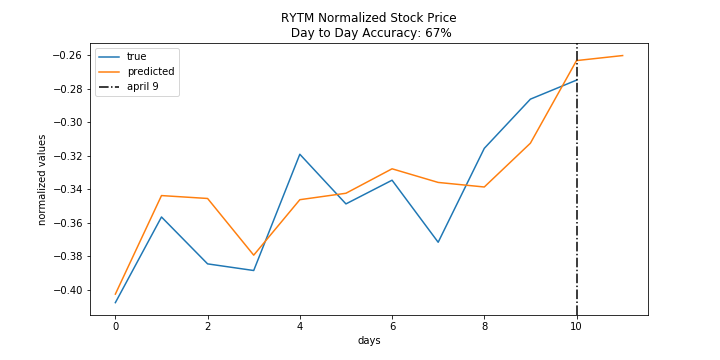 RYTM Normalized Stock Price
Day to Day Accuracy: 67%
true
predicted
april 9
−0.26
−0.28
−0.30
−0.32
−0.34
−0.36
−0.38
−0.40
normalized values
0 2 4 6 8 10
days